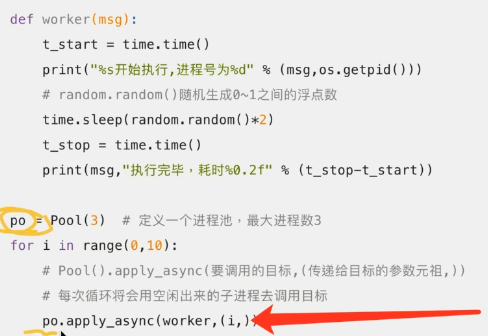 def worker(msg):
t_start = time.time()
print("%s开始执行,进程号为%d" % (msg,os.getpid()))
# random.random()随机生成0~1之间的浮点数
time.sleep(random.random()*2)
t_stop = time.time()
print(msg,"执行完毕，耗时%0.2f" % (t_stop-t_start))
po = Pool(3)  # 定义一个进程池，最大进程数3
for i in range(0,10):
# Pool().apply_async(要调用的目标,(传递给目标的参数元祖,))
# 每次循环将会用空闲出来的子进程去调用目标
po.apply_async(worker,(i,)